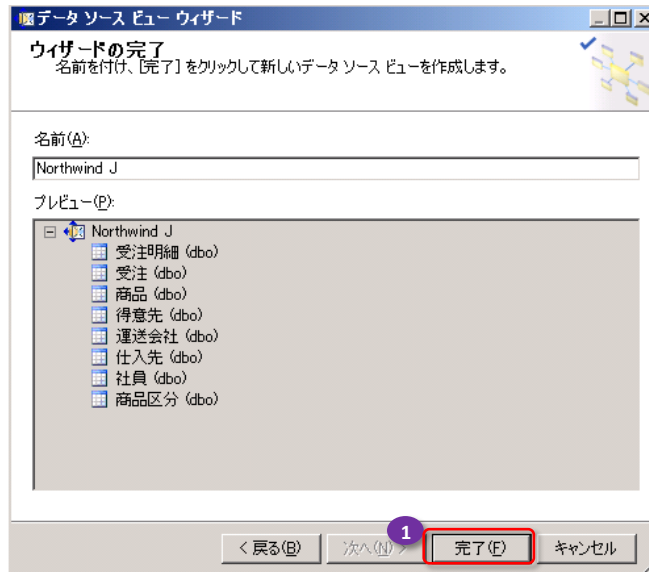 データ ソース ビュー ウィザード
ウィザードの完了
名前を付け、[完了] をクリックして新しいデータ ソース ビューを作成します。
名前(A):
Northwind J
プレビュー(P):
Northwind J
受注明細 (dbo)
受注 (dbo)
商品 (dbo)
得意先 (dbo)
運送会社 (dbo)
仕入先 (dbo)
社員 (dbo)
商品区分 (dbo)
1
< 戻る(B) 次へ(N) > 完了(F) キャンセル